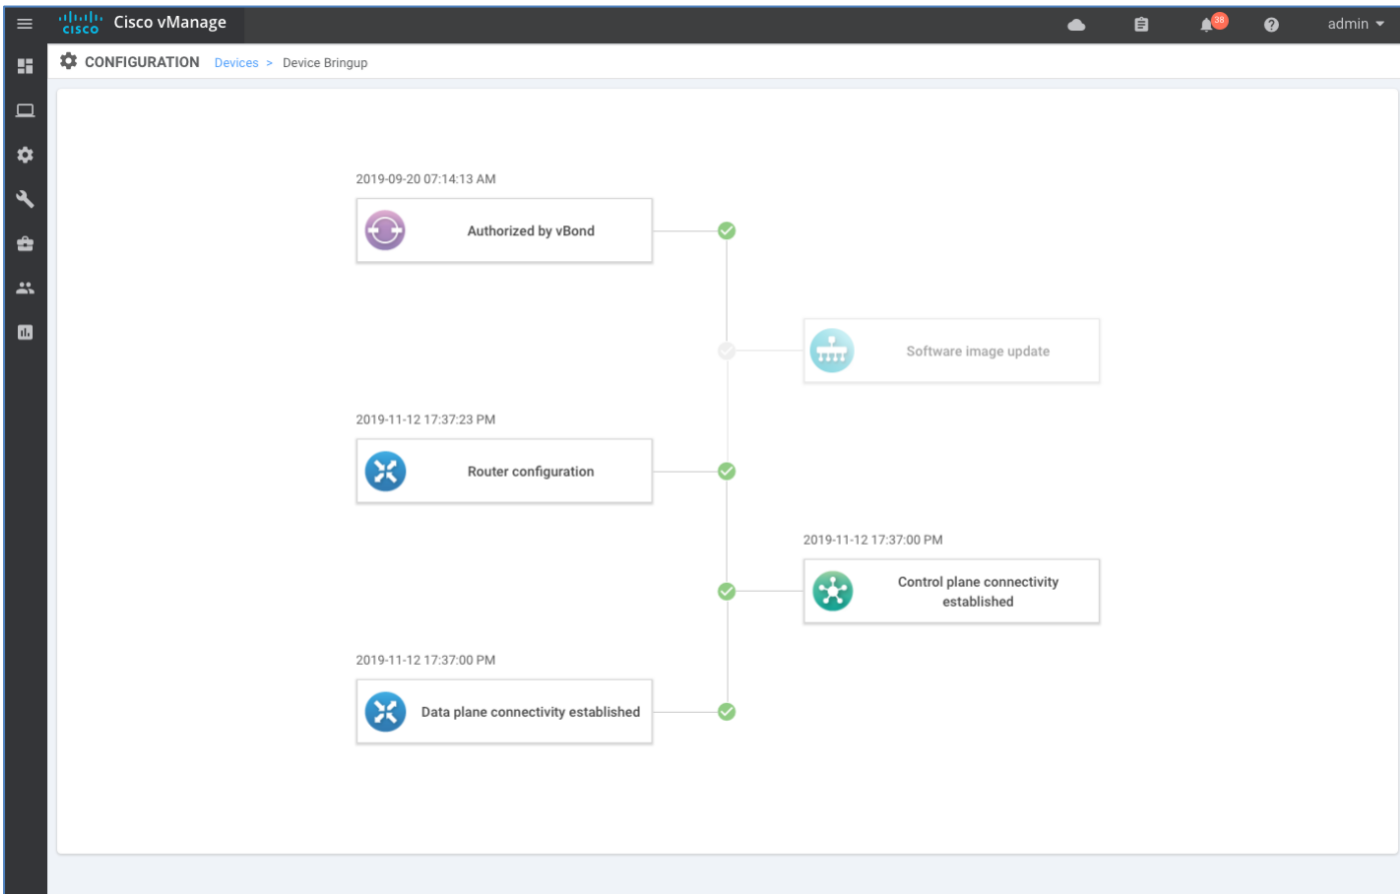 cisco Cisco vManage 38 admin
CONFIGURATION Devices > Device Bringup
2019-09-20 07:14:13 AM
Authorized by vBond
Software image update
2019-11-12 17:37:23 PM
Router configuration
2019-11-12 17:37:00 PM
Control plane connectivity
established
2019-11-12 17:37:00 PM
Data plane connectivity established